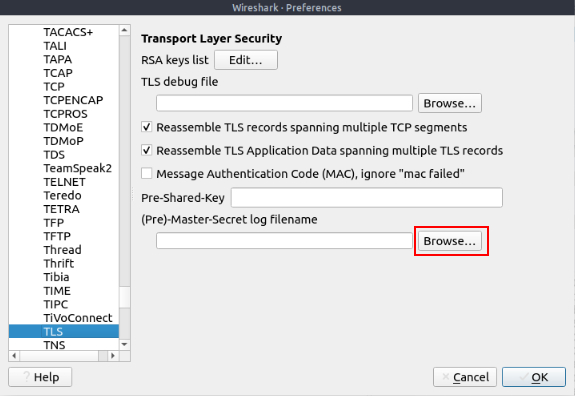 Wireshark · Preferences
TACACS+
TALI
TAPA
TCAP
TCP
TCPENCAP
TCPROS
TDMoE
TDMoP
TDS
TeamSpeak2
TELNET
Teredo
TETRA
TFP
TFTP
Thread
Thrift
Tibia
TIME
TIPC
TiVoConnect
TLS
TNS
Transport Layer Security
RSA keys list Edit...
TLS debug file
Browse...
Reassemble TLS records spanning multiple TCP segments
Reassemble TLS Application Data spanning multiple TLS records
Message Authentication Code (MAC), ignore "mac failed"
Pre-Shared-Key
(Pre)-Master-Secret log filename
Browse...
? Help
Cancel
OK